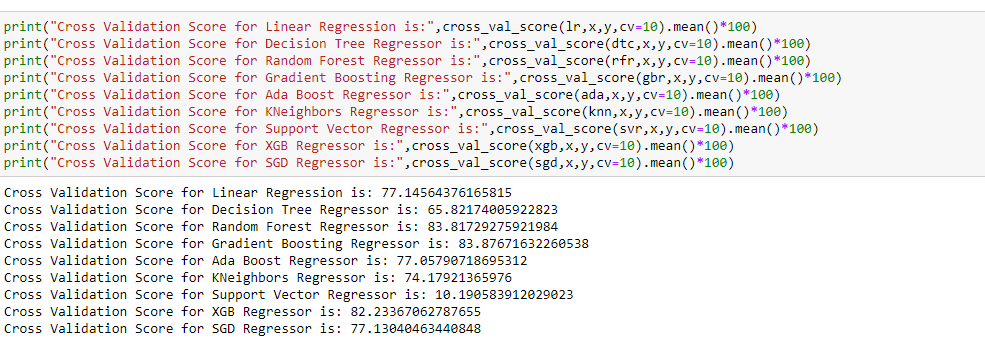 print("Cross Validation Score for Linear Regression is:",cross_val_score(lr,x,y,cv=10).mean()*100)
print("Cross Validation Score for Decision Tree Regressor is:",cross_val_score(dtc,x,y,cv=10).mean()*100)
print("Cross Validation Score for Random Forest Regressor is:",cross_val_score(rfr,x,y,cv=10).mean()*100)
print("Cross Validation Score for Gradient Boosting Regressor is:",cross_val_score(gbr,x,y,cv=10).mean()*100)
print("Cross Validation Score for Ada Boost Regressor is:",cross_val_score(ada,x,y,cv=10).mean()*100)
print("Cross Validation Score for KNeighbors Regressor is:",cross_val_score(knn,x,y,cv=10).mean()*100)
print("Cross Validation Score for Support Vector Regressor is:",cross_val_score(svr,x,y,cv=10).mean()*100)
print("Cross Validation Score for XGB Regressor is:",cross_val_score(xgb,x,y,cv=10).mean()*100)
print("Cross Validation Score for SGD Regressor is:",cross_val_score(sgd,x,y,cv=10).mean()*100)
Cross Validation Score for Linear Regression is: 77.14564376165815
Cross Validation Score for Decision Tree Regressor is: 65.82174005922823
Cross Validation Score for Random Forest Regressor is: 83.81729275921984
Cross Validation Score for Gradient Boosting Regressor is: 83.87671632260538
Cross Validation Score for Ada Boost Regressor is: 77.05790718695312
Cross Validation Score for KNeighbors Regressor is: 74.17921365976
Cross Validation Score for Support Vector Regressor is: 10.190583912029023
Cross Validation Score for XGB Regressor is: 82.23367062787655
Cross Validation Score for SGD Regressor is: 77.13040463440848